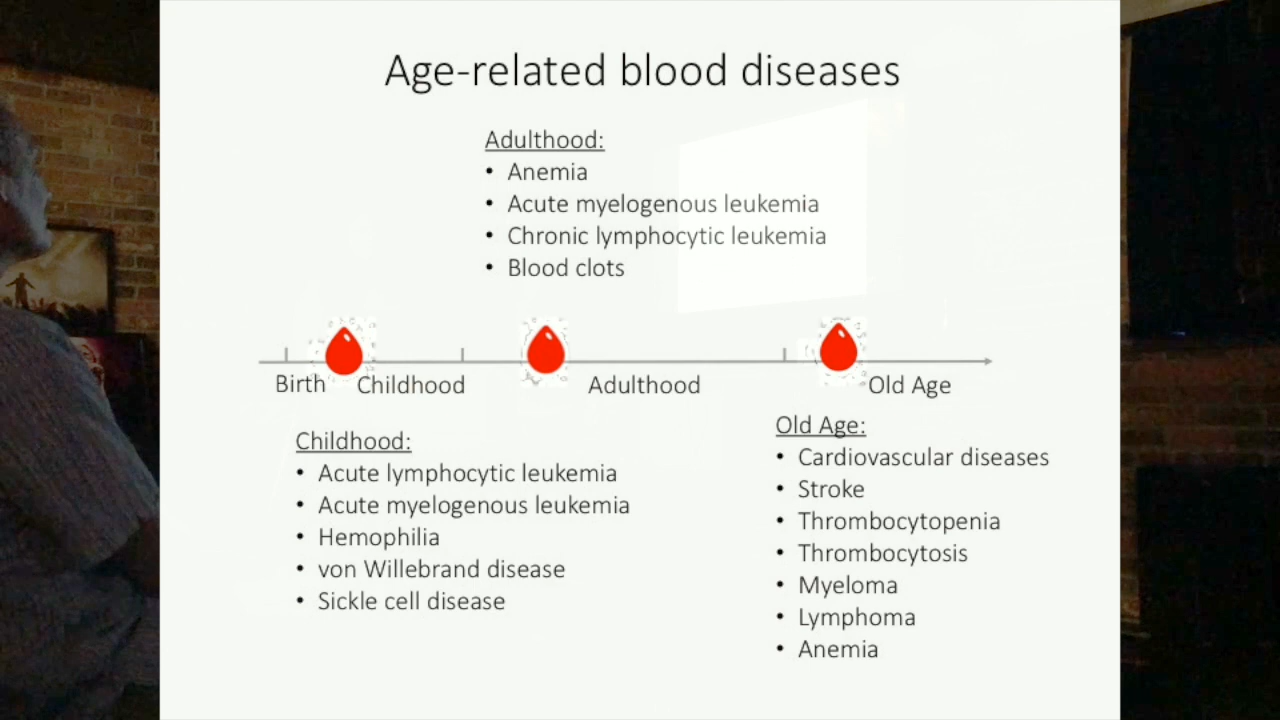 Age-related blood diseases
Adulthood:
• Anemia
• Acute myelogenous leukemia
• Chronic lymphocytic leukemia
• Blood clots
Birth Childhood Adulthood Old Age
Childhood:
• Acute lymphocytic leukemia
• Acute myelogenous leukemia
• Hemophilia
• von Willebrand disease
• Sickle cell disease
Old Age:
• Cardiovascular diseases
• Stroke
• Thrombocytopenia
• Thrombocytosis
• Myeloma
• Lymphoma
• Anemia